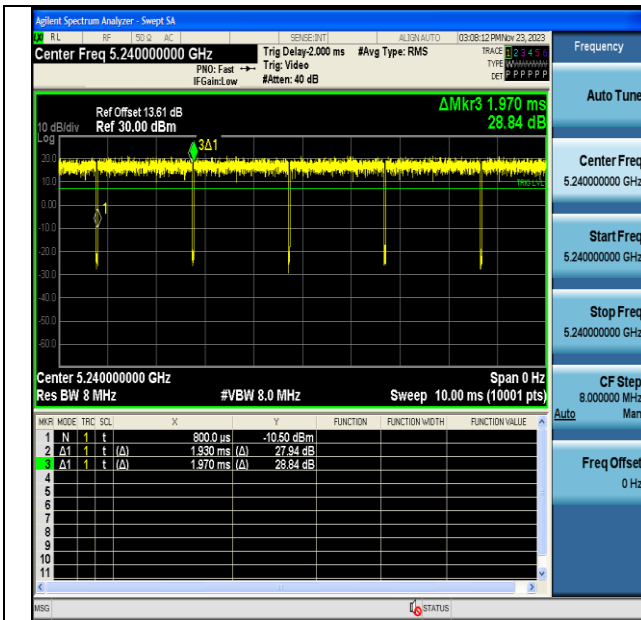 Agilent Spectrum Analyzer - Swept SA
RL RF 50 Ω AC SENSE:INT ALIGN AUTO 03:08:12 PM Nov 23, 2023
Center Freq 5.240000000 GHz Trig Delay-2.000 ms #Avg Type: RMS TRACE 1 2 3 4 5 6
PNO: Fast Trig: Video TYPE WWWWWW
IFGain:Low #Atten: 40 dB DET P P P P P P
ΔMkr3 1.970 ms
28.84 dB
Ref Offset 13.61 dB
10 dB/div Ref 30.00 dBm
Log
3Δ1
20.0
10.0
TRIG LVL
0.00
1
-10.0
-20.0
-30.0
-40.0
-50.0
-60.0
Center 5.240000000 GHz Span 0 Hz
Res BW 8 MHz #VBW 8.0 MHz Sweep 10.00 ms (10001 pts)
MKR MODE TRC SCL X Y FUNCTION FUNCTION WIDTH FUNCTION VALUE
1 N 1 t 800.0 µs -10.50 dBm
2 Δ1 1 t (Δ) 1.930 ms (Δ) 27.94 dB
3 Δ1 1 t (Δ) 1.970 ms (Δ) 28.84 dB
4
5
6
7
8
9
10
11
MSG STATUS
Frequency
Auto Tune
Center Freq
5.240000000 GHz
Start Freq
5.240000000 GHz
Stop Freq
5.240000000 GHz
CF Step
8.000000 MHz
Auto Man
Freq Offset
0 Hz